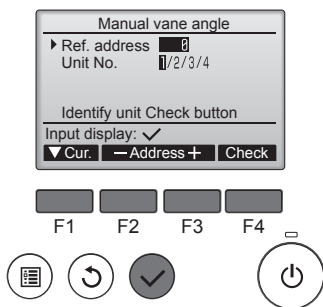 Manual vane angle
Ref. address 0
Unit No. 1/2/3/4
Identify unit Check button
Input display: ✓
▼ Cur. − Address + Check
F1 F2 F3 F4